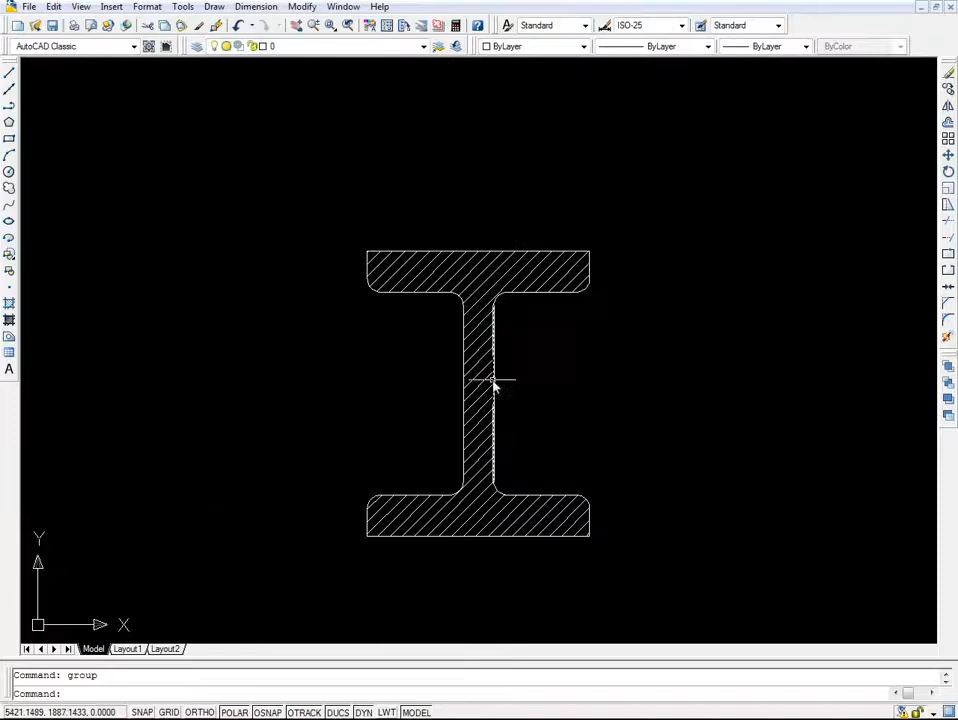 File Edit View Insert Format Tools Draw Dimension Modify Window Help
Standard ISO-25 Standard
AutoCAD Classic 0 ByLayer ByLayer ByLayer ByColor
A
Y
X
Model Layout1 Layout2
Command: group
Command:
5421.1489, 1887.1433, 0.0000 SNAP GRID ORTHO POLAR OSNAP OTRACK DUCS DYN LWT MODEL